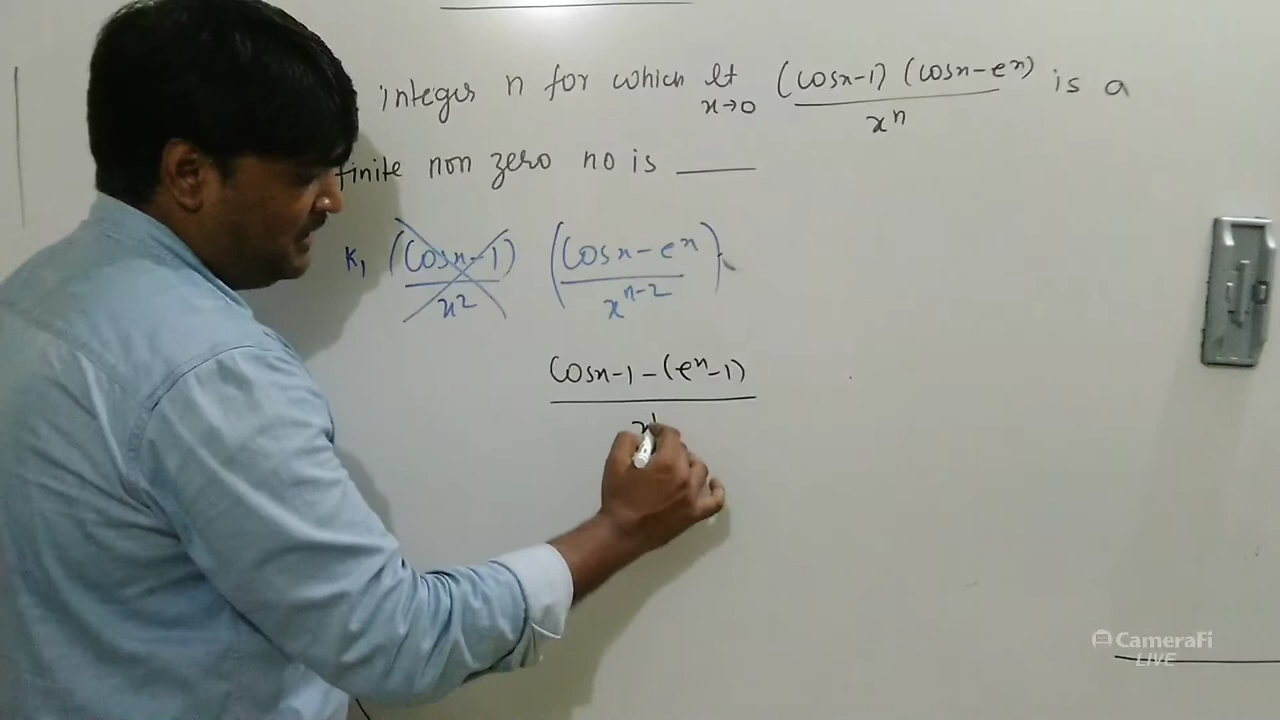 integer n for which lt x→0 (cosx-1) (cosx-e^x) / x^n is a
finite non zero no is ____
K₁ (cosx-1) / x² (cosx-e^x) / x^(n-2)
cosx-1-(e^x-1)
x
CameraFi
LIVE